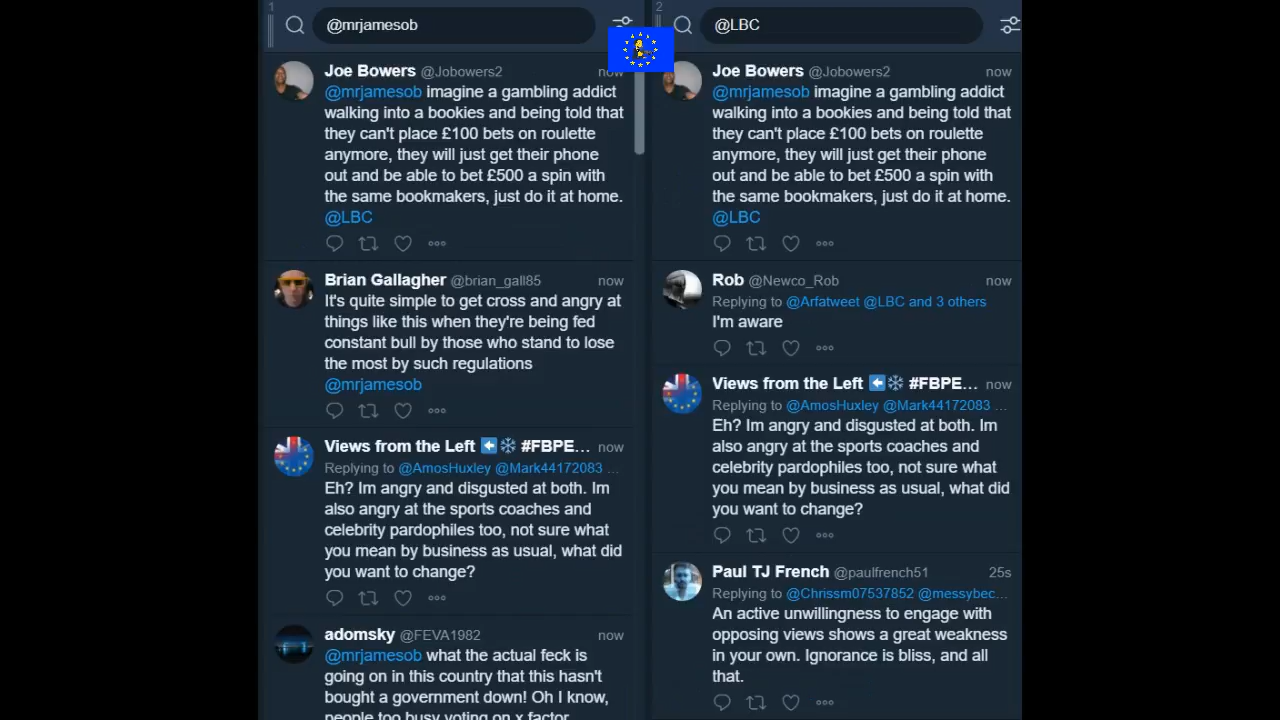 1
@mrjamesob
Joe Bowers @Jobowers2 now
@mrjamesob imagine a gambling addict
walking into a bookies and being told that
they can't place £100 bets on roulette
anymore, they will just get their phone
out and be able to bet £500 a spin with
the same bookmakers, just do it at home.
@LBC
Brian Gallagher @brian_gall85 now
It's quite simple to get cross and angry at
things like this when they're being fed
constant bull by those who stand to lose
the most by such regulations
@mrjamesob
Views from the Left ⬅️❄️ #FBPE... now
Replying to @AmosHuxley @Mark44172083 ...
Eh? Im angry and disgusted at both. Im
also angry at the sports coaches and
celebrity pardophiles too, not sure what
you mean by business as usual, what did
you want to change?
adomsky @FEVA1982 now
@mrjamesob what the actual feck is
going on in this country that this hasn't
bought a government down! Oh I know,
people too busy voting on x factor
2
@LBC
Joe Bowers @Jobowers2 now
@mrjamesob imagine a gambling addict
walking into a bookies and being told that
they can't place £100 bets on roulette
anymore, they will just get their phone
out and be able to bet £500 a spin with
the same bookmakers, just do it at home.
@LBC
Rob @Newco_Rob now
Replying to @Arfatweet @LBC and 3 others
I'm aware
Views from the Left ⬅️❄️ #FBPE... now
Replying to @AmosHuxley @Mark44172083 ...
Eh? Im angry and disgusted at both. Im
also angry at the sports coaches and
celebrity pardophiles too, not sure what
you mean by business as usual, what did
you want to change?
Paul TJ French @paulfrench51 25s
Replying to @Chrissm07537852 @messybec...
An active unwillingness to engage with
opposing views shows a great weakness
in your own. Ignorance is bliss, and all
that.